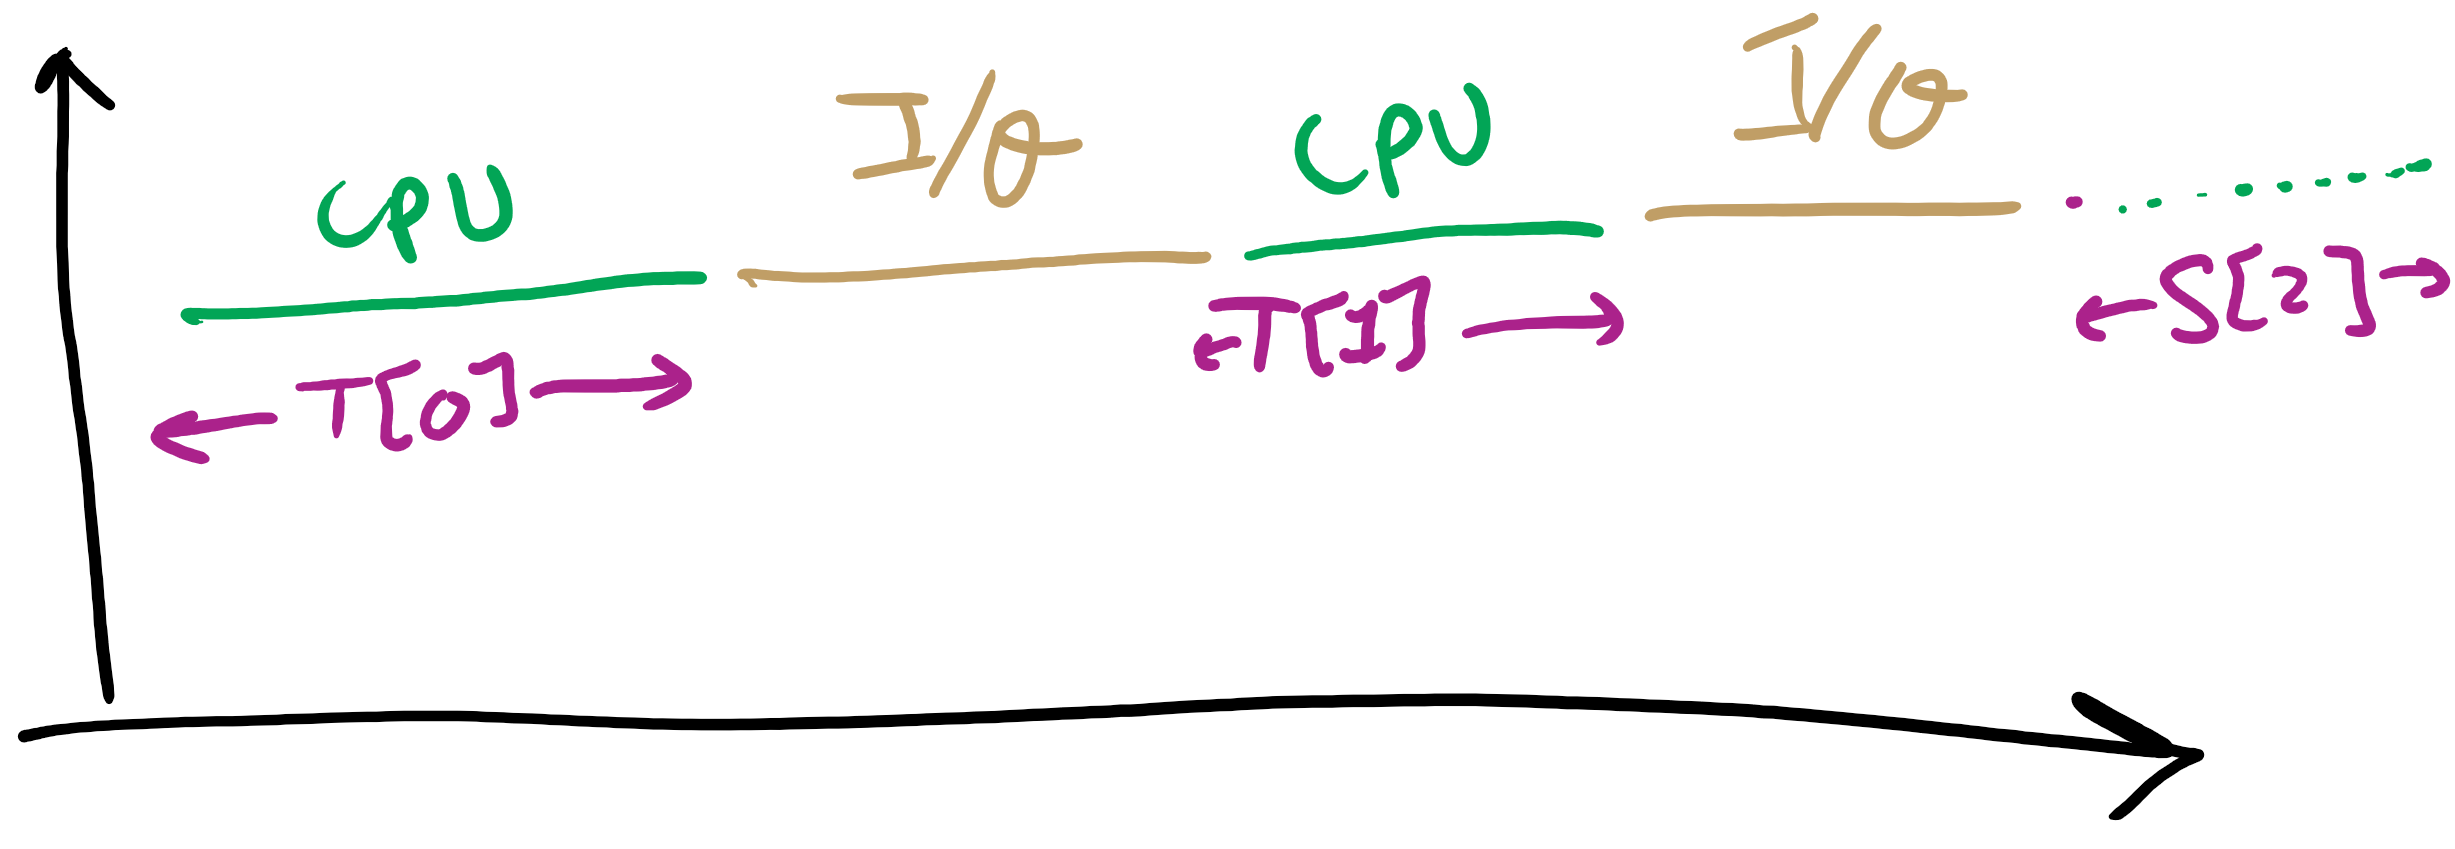 CPU I/O CPU I/O
T[0] T[1] S[2]